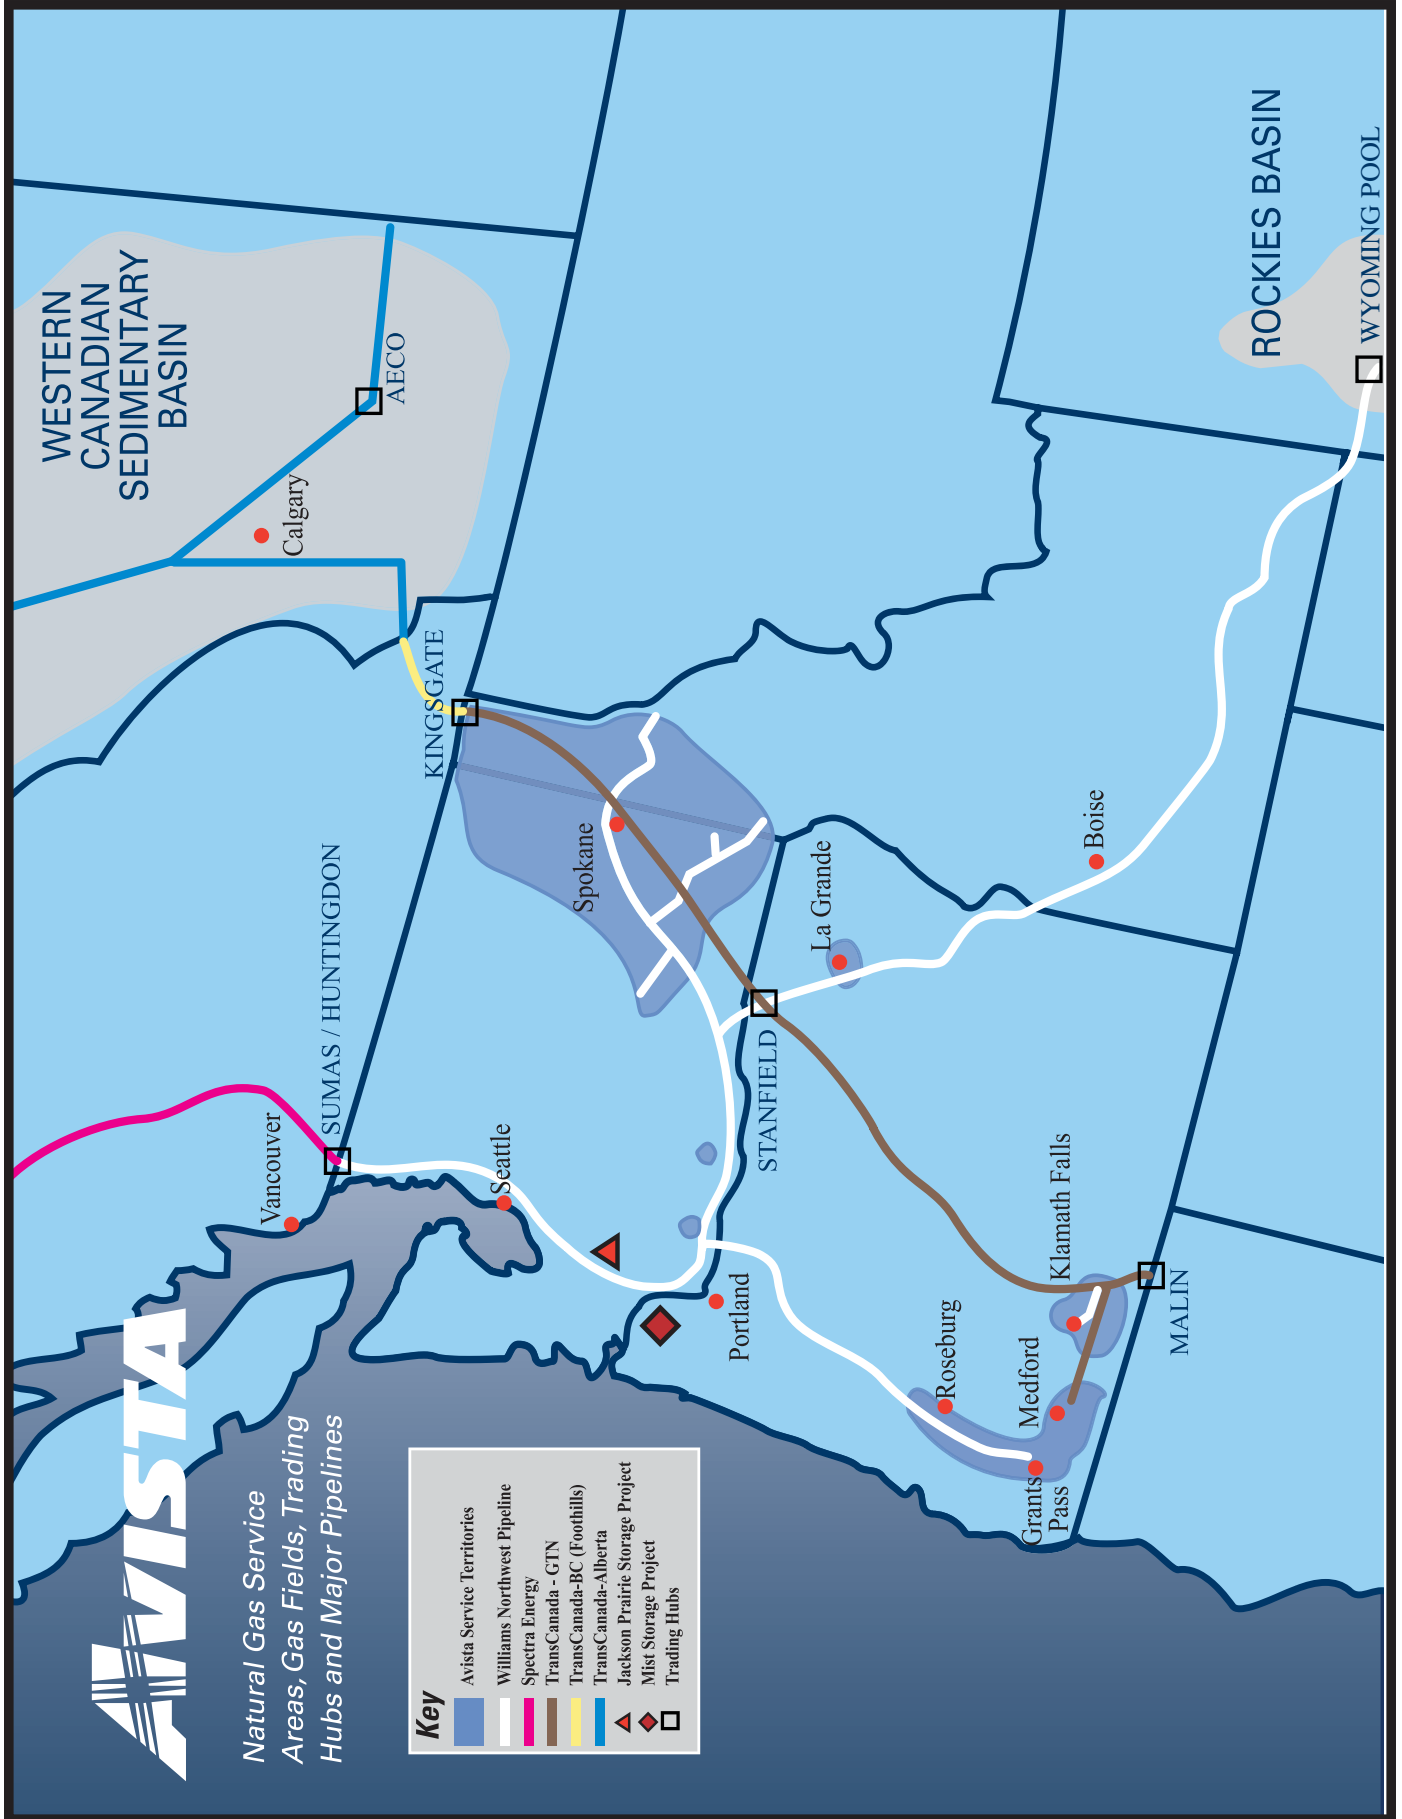 AVISTA
Natural Gas Service
Areas, Gas Fields, Trading
Hubs and Major Pipelines
Key
Avista Service Territories
Williams Northwest Pipeline
Spectra Energy
TransCanada - GTN
TransCanada-BC (Foothills)
TransCanada-Alberta
Jackson Prairie Storage Project
Mist Storage Project
Trading Hubs
WESTERN
CANADIAN
SEDIMENTARY
BASIN
Calgary
AECO
Vancouver
SUMAS / HUNTINGDON
KINGSGATE
Seattle
Spokane
Portland
STANFIELD
La Grande
Roseburg
Medford
Grants
Pass
Klamath Falls
MALIN
Boise
ROCKIES BASIN
WYOMING POOL